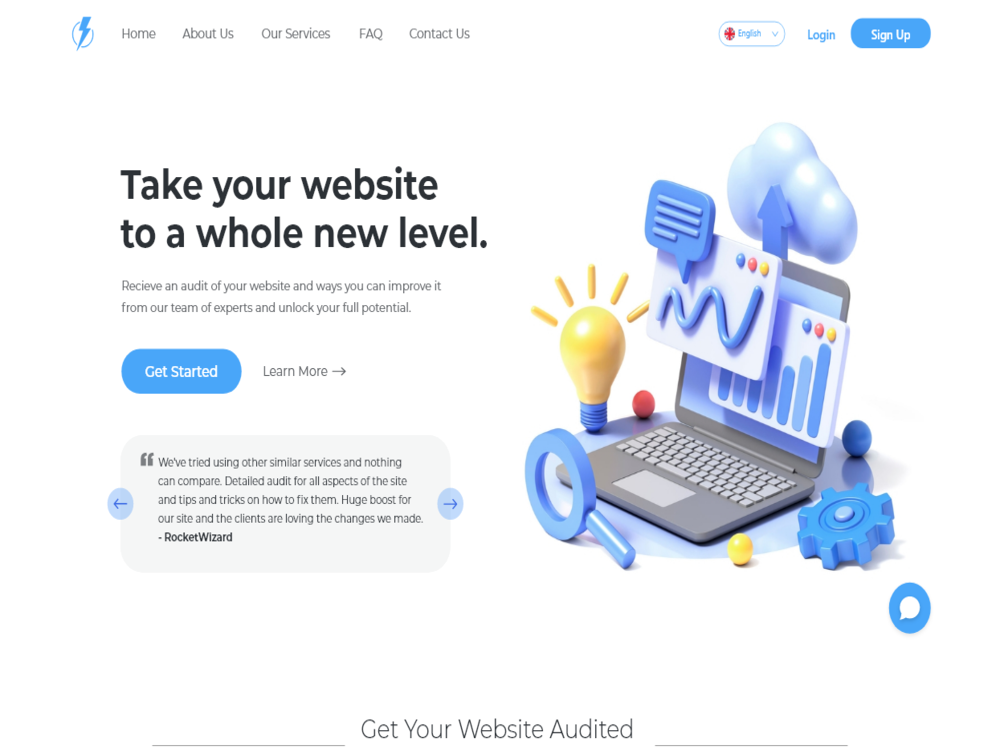 Home About Us Our Services FAQ Contact Us English Login Sign Up
Take your website
to a whole new level.
Recieve an audit of your website and ways you can improve it
from our team of experts and unlock your full potential.
Get Started Learn More →
“ We've tried using other similar services and nothing
can compare. Detailed audit for all aspects of the site
and tips and tricks on how to fix them. Huge boost for
our site and the clients are loving the changes we made.
- RocketWizard
Get Your Website Audited